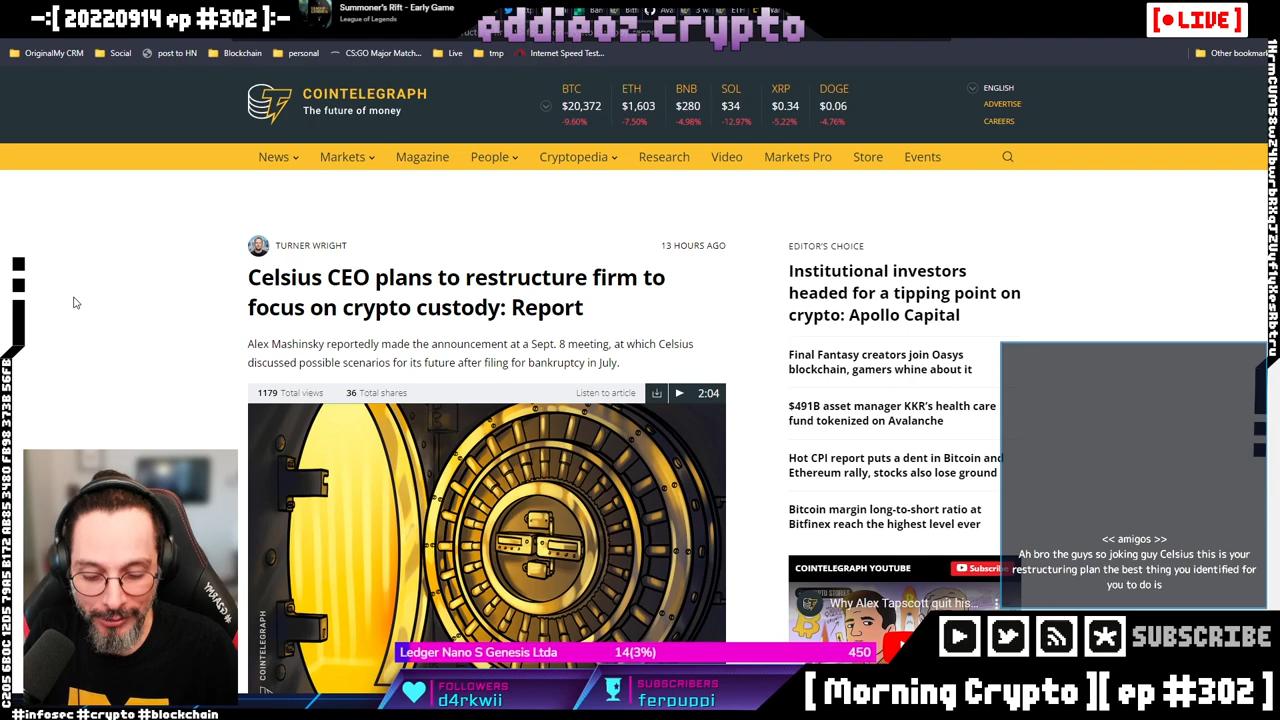 -:[ 20220914 ep #302 ]:-
Summoner's Rift - Early Game
League of Legends
eddieoz.crypto
[ ● LIVE ]
OriginalMy CRM
Social
post to HN
Blockchain
personal
CS:GO Major Match...
Live
tmp
Internet Speed Test...
Other bookmar
COINTELEGRAPH
The future of money
BTC ETH BNB SOL XRP DOGE
$20,372 $1,603 $280 $34 $0.34 $0.06
-9.60% -7.50% -4.98% -12.97% -5.22% -4.76%
ENGLISH
ADVERTISE
CAREERS
News Markets Magazine People Cryptopedia Research Video Markets Pro Store Events
TURNER WRIGHT
13 HOURS AGO
Celsius CEO plans to restructure firm to
focus on crypto custody: Report
Alex Mashinsky reportedly made the announcement at a Sept. 8 meeting, at which Celsius
discussed possible scenarios for its future after filing for bankruptcy in July.
1179 Total views 36 Total shares Listen to article 2:04
COINTELEGRAPH
EDITOR'S CHOICE
Institutional investors
headed for a tipping point on
crypto: Apollo Capital
Final Fantasy creators join Oasys
blockchain, gamers whine about it
$491B asset manager KKR's health care
fund tokenized on Avalanche
Hot CPI report puts a dent in Bitcoin and
Ethereum rally, stocks also lose ground
Bitcoin margin long-to-short ratio at
Bitfinex reach the highest level ever
COINTELEGRAPH YOUTUBE
Subscribe
Why Alex Tapscott quit his...
<< amigos >>
Ah bro the guys so joking guy Celsius this is your
restructuring plan the best thing you identified for
you to do is
Ledger Nano S Genesis Ltda 14(3%) 450
FOLLOWERS
d4rkwii
SUBSCRIBERS
ferpuppi
SUBSCRIBE
[ Morning Crypto ][ ep #302 ]
#infosec #crypto #blockchain